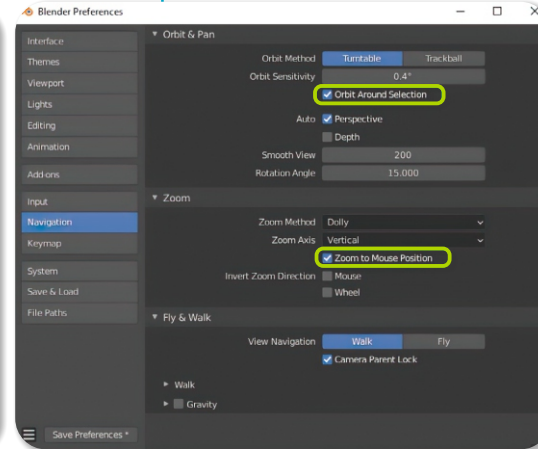 Blender Preferences
Interface
Themes
Viewport
Lights
Editing
Animation
Add-ons
Input
Navigation
Keymap
System
Save & Load
File Paths
Save Preferences *
Orbit & Pan
Orbit Method Turntable Trackball
Orbit Sensitivity 0.4°
Orbit Around Selection
Auto Perspective
Depth
Smooth View 200
Rotation Angle 15.000
Zoom
Zoom Method Dolly
Zoom Axis Vertical
Zoom to Mouse Position
Invert Zoom Direction Mouse
Wheel
Fly & Walk
View Navigation Walk Fly
Camera Parent Lock
Walk
Gravity